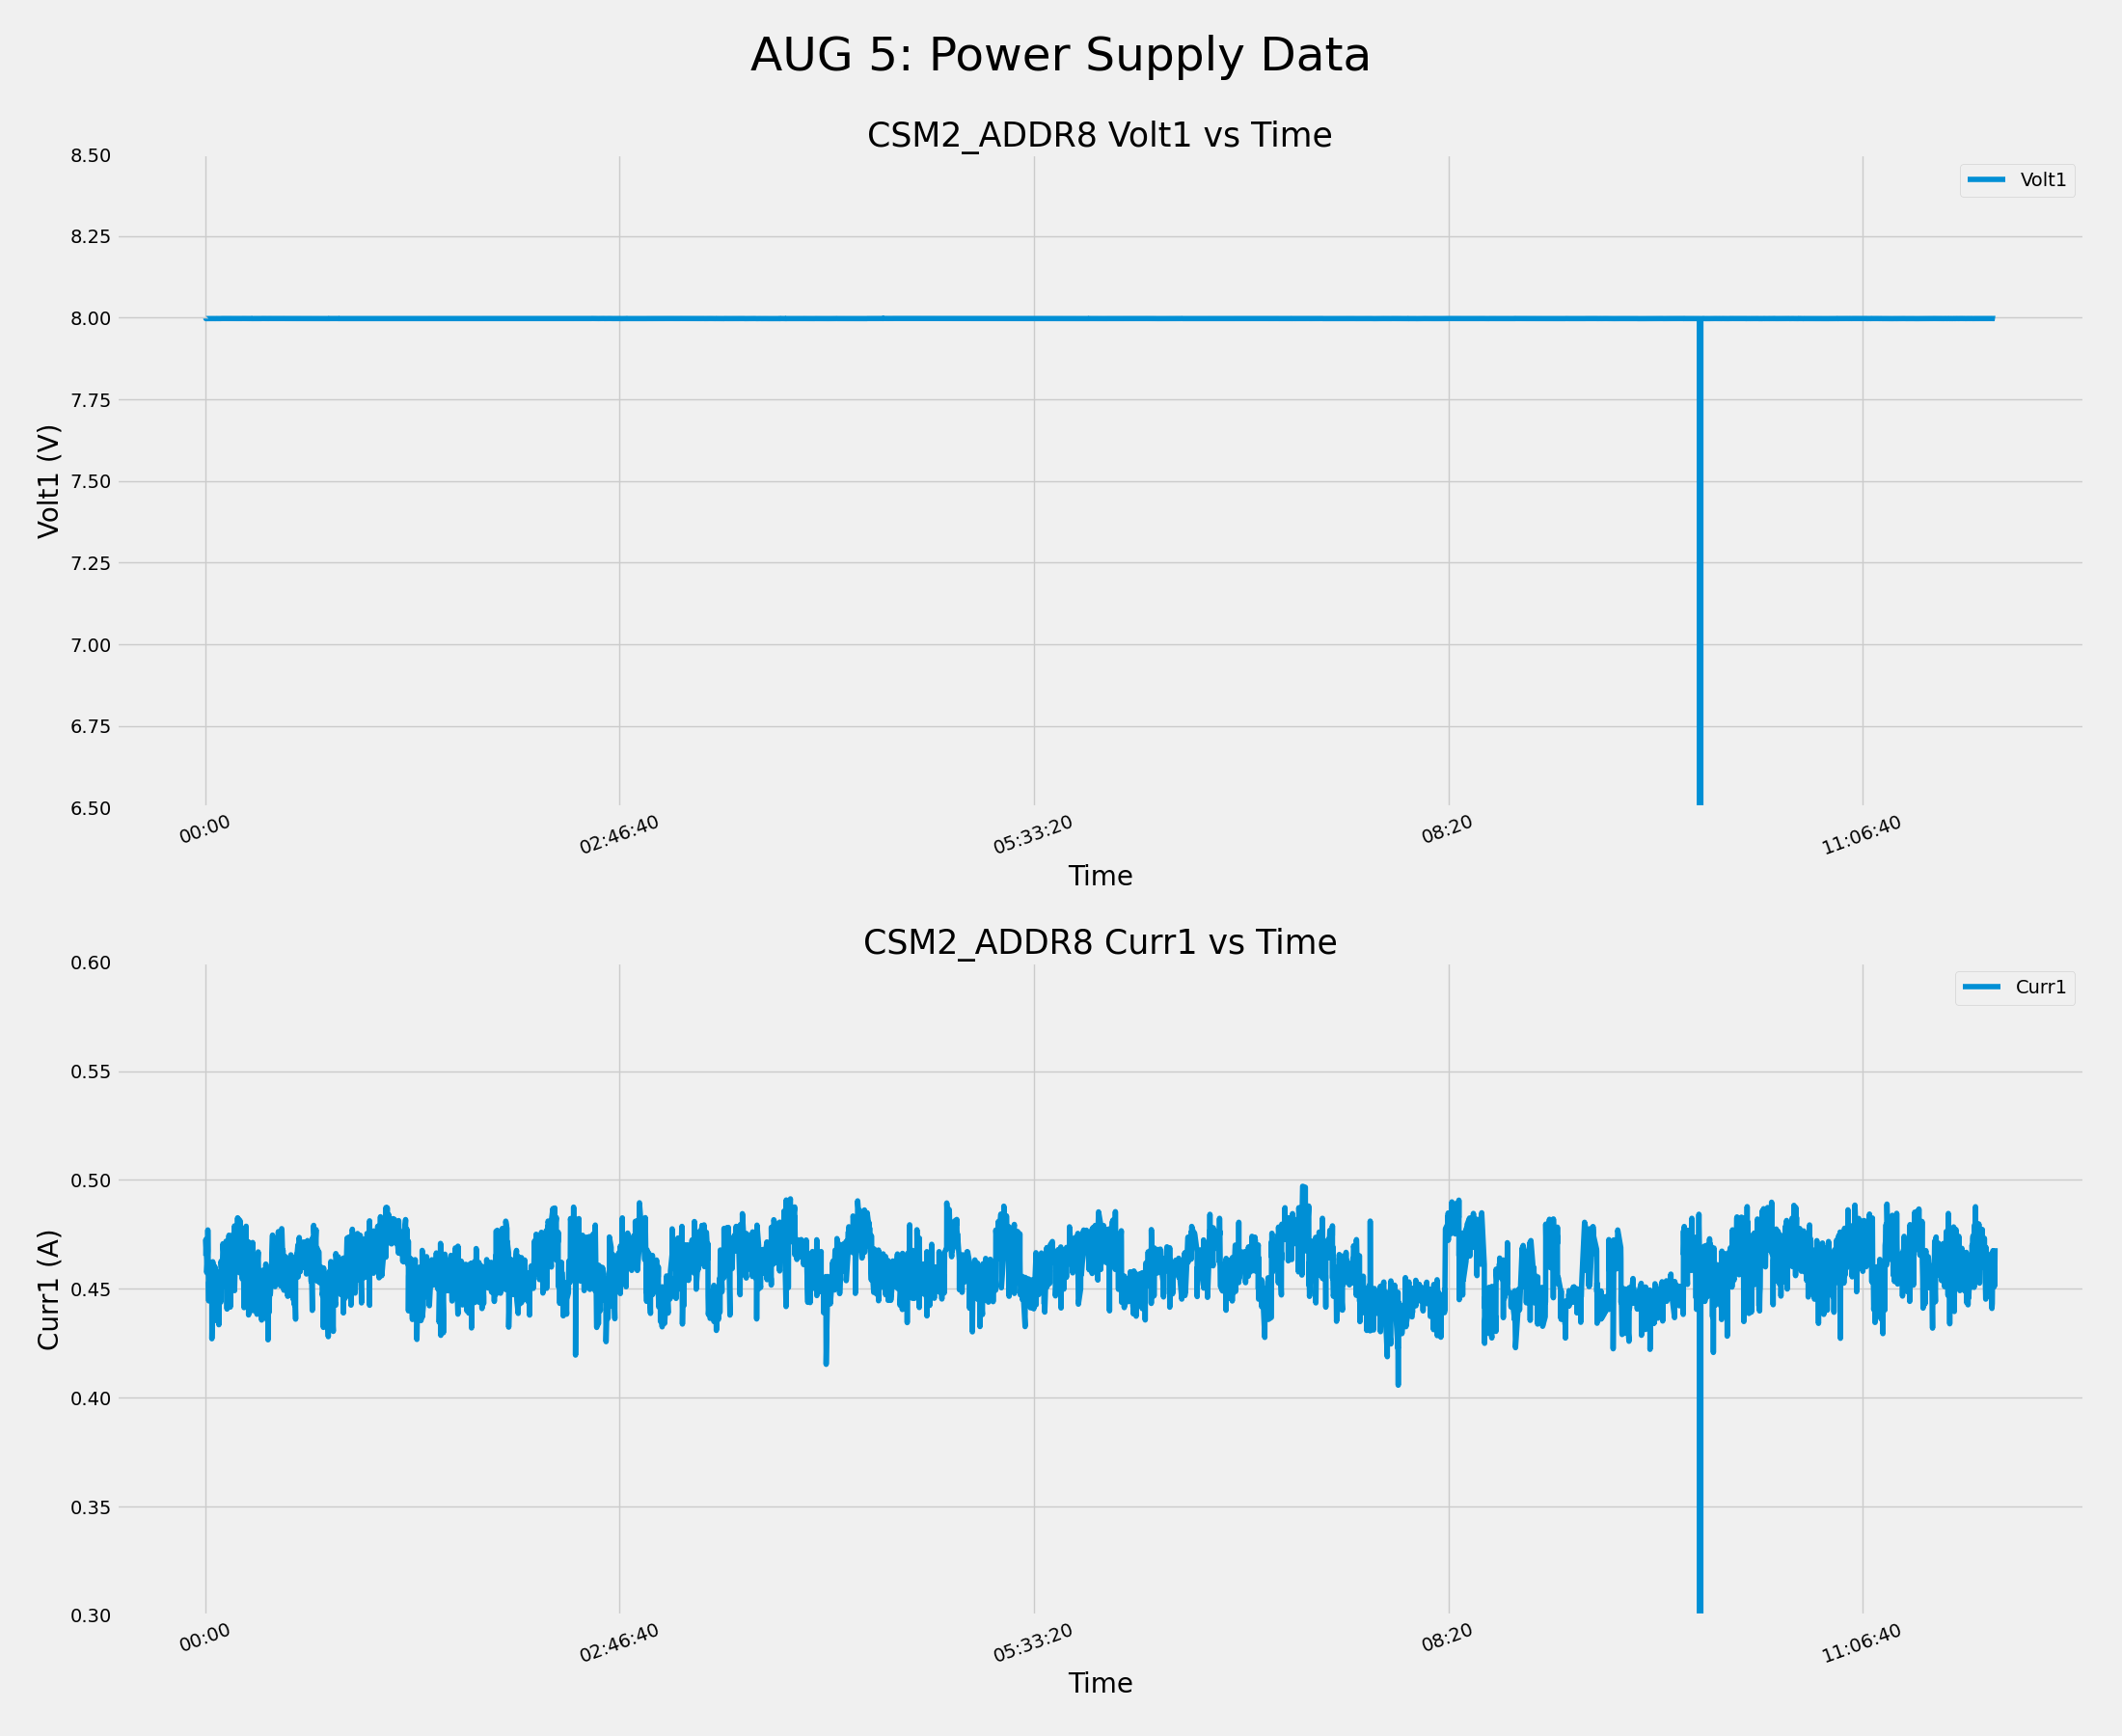 AUG 5: Power Supply Data
CSM2_ADDR8 Volt1 vs Time
8.50
8.25
8.00
7.75
7.50
7.25
7.00
6.75
6.50
Volt1 (V)
Volt1
00:00 02:46:40 05:33:20 08:20 11:06:40
Time
CSM2_ADDR8 Curr1 vs Time
0.60
0.55
0.50
0.45
0.40
0.35
0.30
Curr1 (A)
Curr1
00:00 02:46:40 05:33:20 08:20 11:06:40
Time